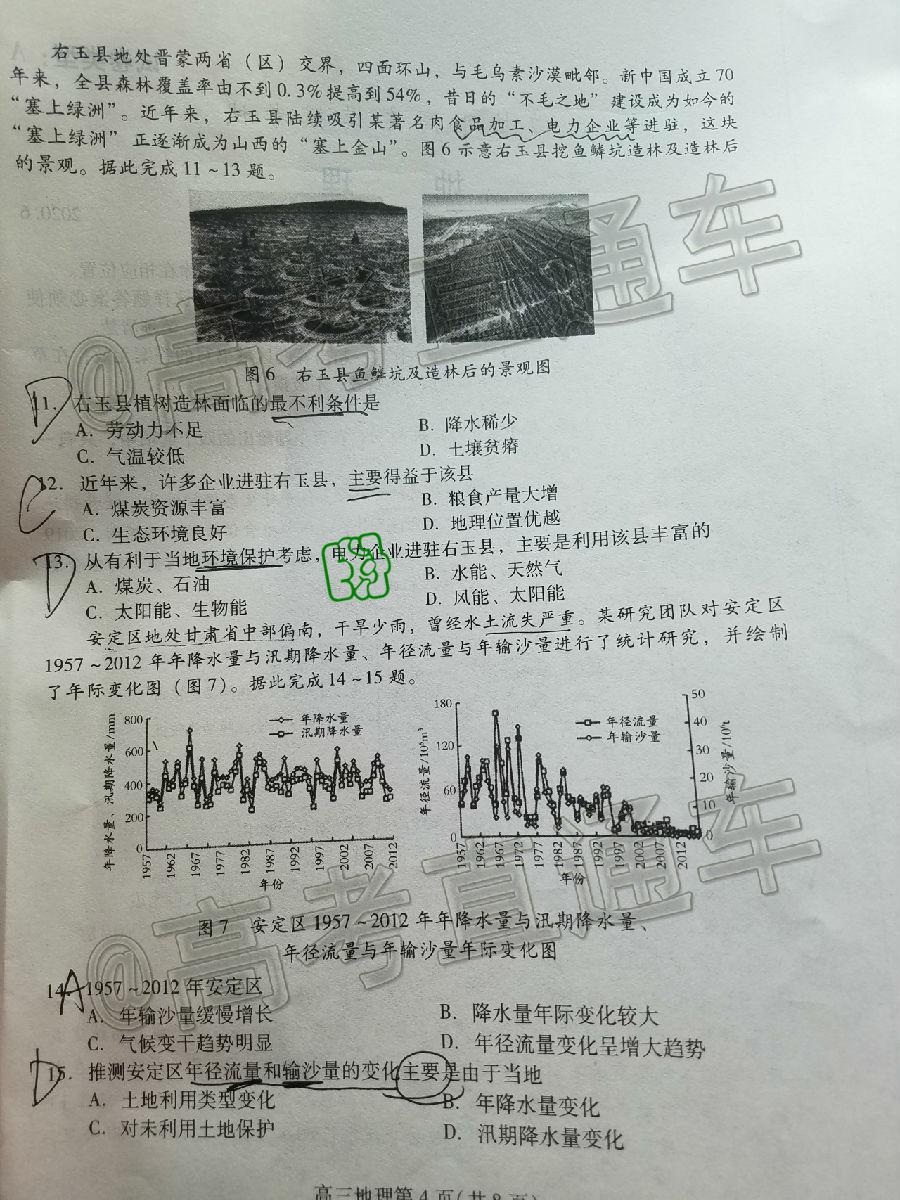 右玉县地处晋蒙两省（区）交界，四面环山，与毛乌素沙漠毗邻。新中国成立70
年来，全县森林覆盖率由不到0.3%提高到54%，昔日的“不毛之地”建设成为如今的
“塞上绿洲”。近年来，右玉县陆续吸引某著名肉食品加工、电力企业等进驻，这块
“塞上绿洲”正逐渐成为山西的“塞上金山”。图6示意右玉县挖鱼鳞坑造林及造林后
的景观。据此完成11~13题。
图6 右玉县鱼鳞坑及造林后的景观图
D
11. 右玉县植树造林面临的最不利条件是
A. 劳动力不足 B. 降水稀少
C. 气温较低 D. 土壤贫瘠
C
12. 近年来，许多企业进驻右玉县，主要得益于该县
A. 煤炭资源丰富 B. 粮食产量大增
C. 生态环境良好 D. 地理位置优越
D
13. 从有利于当地环境保护考虑，电力企业进驻右玉县，主要是利用该县丰富的
A. 煤炭、石油 B. 水能、天然气
C. 太阳能、生物能 D. 风能、太阳能
安定区地处甘肃省中部偏南，干旱少雨，曾经水土流失严重。某研究团队对安定区
1957~2012年年降水量与汛期降水量、年径流量与年输沙量进行了统计研究，并绘制
了年际变化图（图7）。据此完成14~15题。
年降水量、汛期降水量/mm
800
600
400
200
0
年降水量
汛期降水量
1957 1962 1967 1972 1977 1982 1987 1992 1997 2002 2007 2012
年份
年径流量/10⁵m³
180
120
60
0
年径流量
年输沙量
50
40
30
20
10
0
年输沙量/10⁵t
1957 1962 1967 1972 1977 1982 1987 1992 1997 2002 2007 2012
年份
图7 安定区1957~2012年年降水量与汛期降水量、
年径流量与年输沙量年际变化图
A
14. 1957~2012年安定区
A. 年输沙量缓慢增长 B. 降水量年际变化较大
C. 气候变干趋势明显 D. 年径流量变化呈增大趋势
D
15. 推测安定区年径流量和输沙量的变化主要是由于当地
A. 土地利用类型变化 B. 年降水量变化
C. 对未利用土地保护 D. 汛期降水量变化
高三地理第4页(共8页)
@高考直通车
@高考直通车